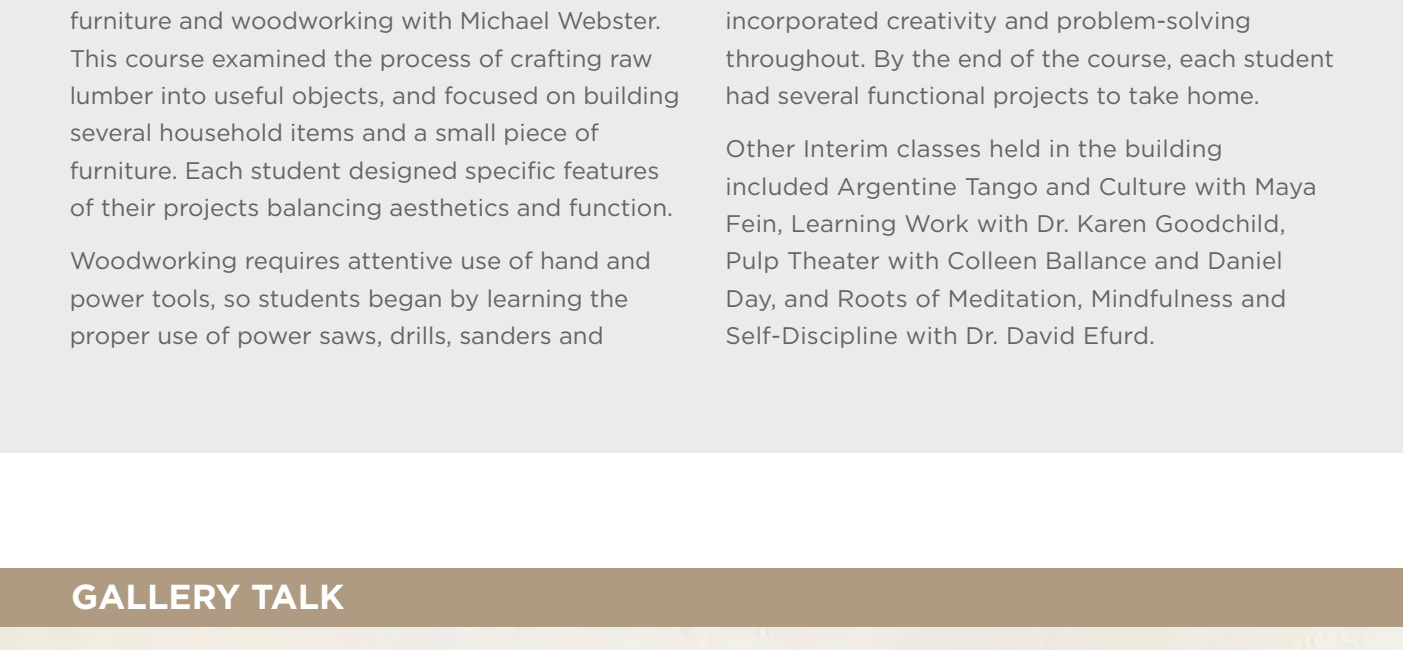 furniture and woodworking with Michael Webster.
This course examined the process of crafting raw
lumber into useful objects, and focused on building
several household items and a small piece of
furniture. Each student designed specific features
of their projects balancing aesthetics and function.
Woodworking requires attentive use of hand and
power tools, so students began by learning the
proper use of power saws, drills, sanders and
incorporated creativity and problem-solving
throughout. By the end of the course, each student
had several functional projects to take home.
Other Interim classes held in the building
included Argentine Tango and Culture with Maya
Fein, Learning Work with Dr. Karen Goodchild,
Pulp Theater with Colleen Ballance and Daniel
Day, and Roots of Meditation, Mindfulness and
Self-Discipline with Dr. David Efurd.
GALLERY TALK